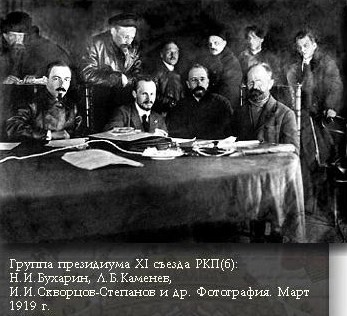 Группа президиума XI съезда РКП(б):
Н.И.Бухарин, Л.Б.Каменев,
И.И.Скворцов-Степанов и др. Фотография. Март
1919 г.